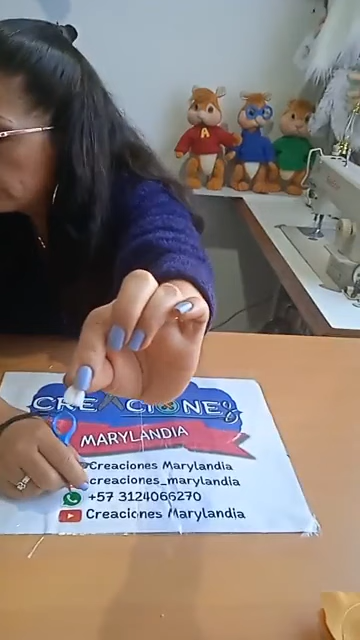 A
CREACIONES
MARYLANDIA
Creaciones Marylandia
creaciones_marylandia
+57 3124066270
Creaciones Marylandia